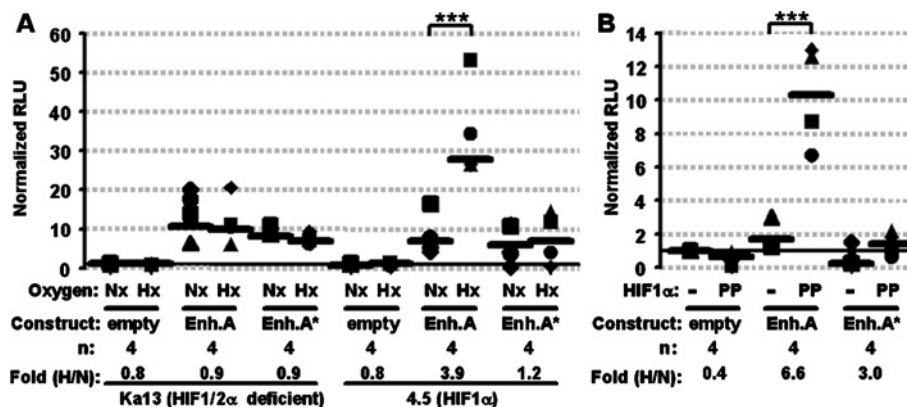 A
***
Normalized RLU
60
50
40
30
20
10
0
Oxygen: Nx Hx Nx Hx Nx Hx Nx Hx Nx Hx Nx Hx
Construct: empty Enh.A Enh.A* empty Enh.A Enh.A*
n: 4 4 4 4 4 4
Fold (H/N): 0.8 0.9 0.9 0.8 3.9 1.2
Ka13 (HIF1/2α deficient) 4.5 (HIF1α)
B
***
Normalized RLU
14
12
10
8
6
4
2
0
HIF1α: - PP - PP - PP
Construct: empty Enh.A Enh.A*
n: 4 4 4
Fold (H/N): 0.4 6.6 3.0